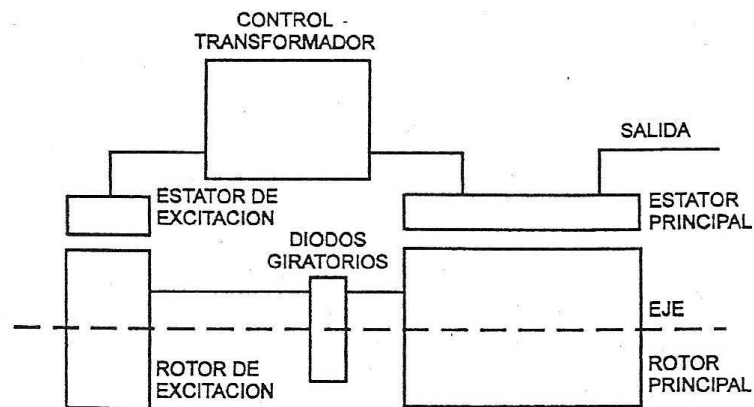 CONTROL -
TRANSFORMADOR
SALIDA
ESTATOR DE
EXCITACION
ESTATOR
PRINCIPAL
DIODOS
GIRATORIOS
EJE
ROTOR DE
EXCITACION
ROTOR
PRINCIPAL